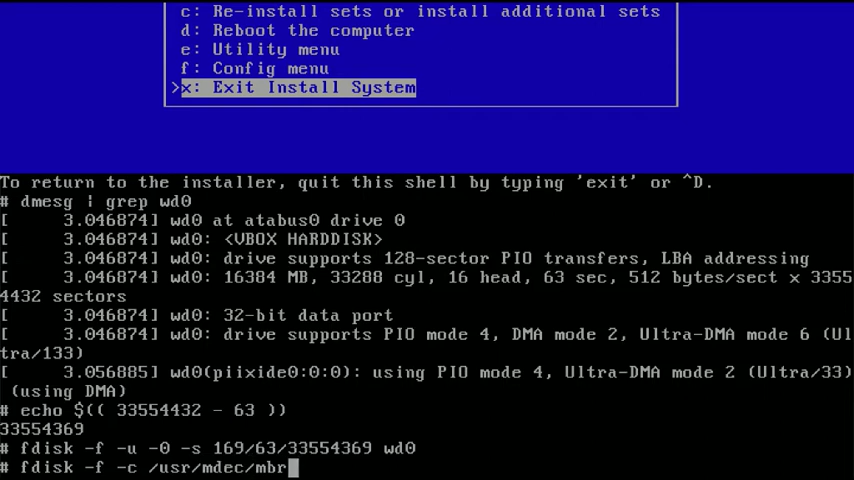 c: Re-install sets or install additional sets
d: Reboot the computer
e: Utility menu
f: Config menu
>x: Exit Install System
To return to the installer, quit this shell by typing 'exit' or ^D.
# dmesg | grep wd0
[     3.046874] wd0 at atabus0 drive 0
[     3.046874] wd0: <VBOX HARDDISK>
[     3.046874] wd0: drive supports 128-sector PIO transfers, LBA addressing
[     3.046874] wd0: 16384 MB, 33288 cyl, 16 head, 63 sec, 512 bytes/sect x 3355
4432 sectors
[     3.046874] wd0: 32-bit data port
[     3.046874] wd0: drive supports PIO mode 4, DMA mode 2, Ultra-DMA mode 6 (Ul
tra/133)
[     3.056885] wd0(piixide0:0:0): using PIO mode 4, Ultra-DMA mode 2 (Ultra/33)
 (using DMA)
# echo $(( 33554432 - 63 ))
33554369
# fdisk -f -u -0 -s 169/63/33554369 wd0
# fdisk -f -c /usr/mdec/mbr